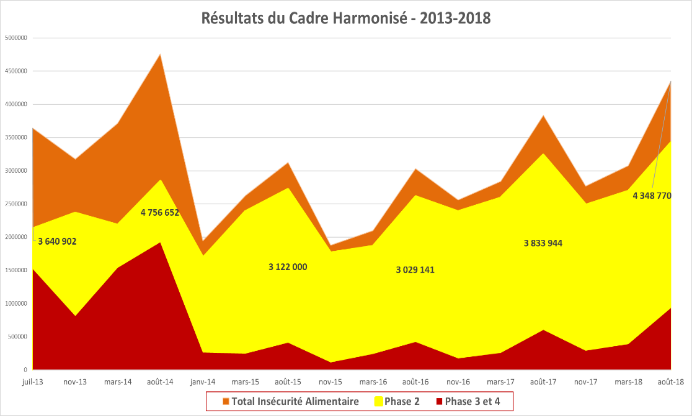 Résultats du Cadre Harmonisé - 2013-2018
5000000
4500000
4000000
3500000
3000000
2500000
2000000
1500000
1000000
500000
0
3 640 902
4 756 652
3 122 000
3 029 141
3 833 944
4 348 770
juil-13 nov-13 mars-14 août-14 janv-14 mars-15 août-15 nov-15 mars-16 août-16 nov-16 mars-17 août-17 nov-17 mars-18 août-18
Total Insécurité Alimentaire Phase 2 Phase 3 et 4